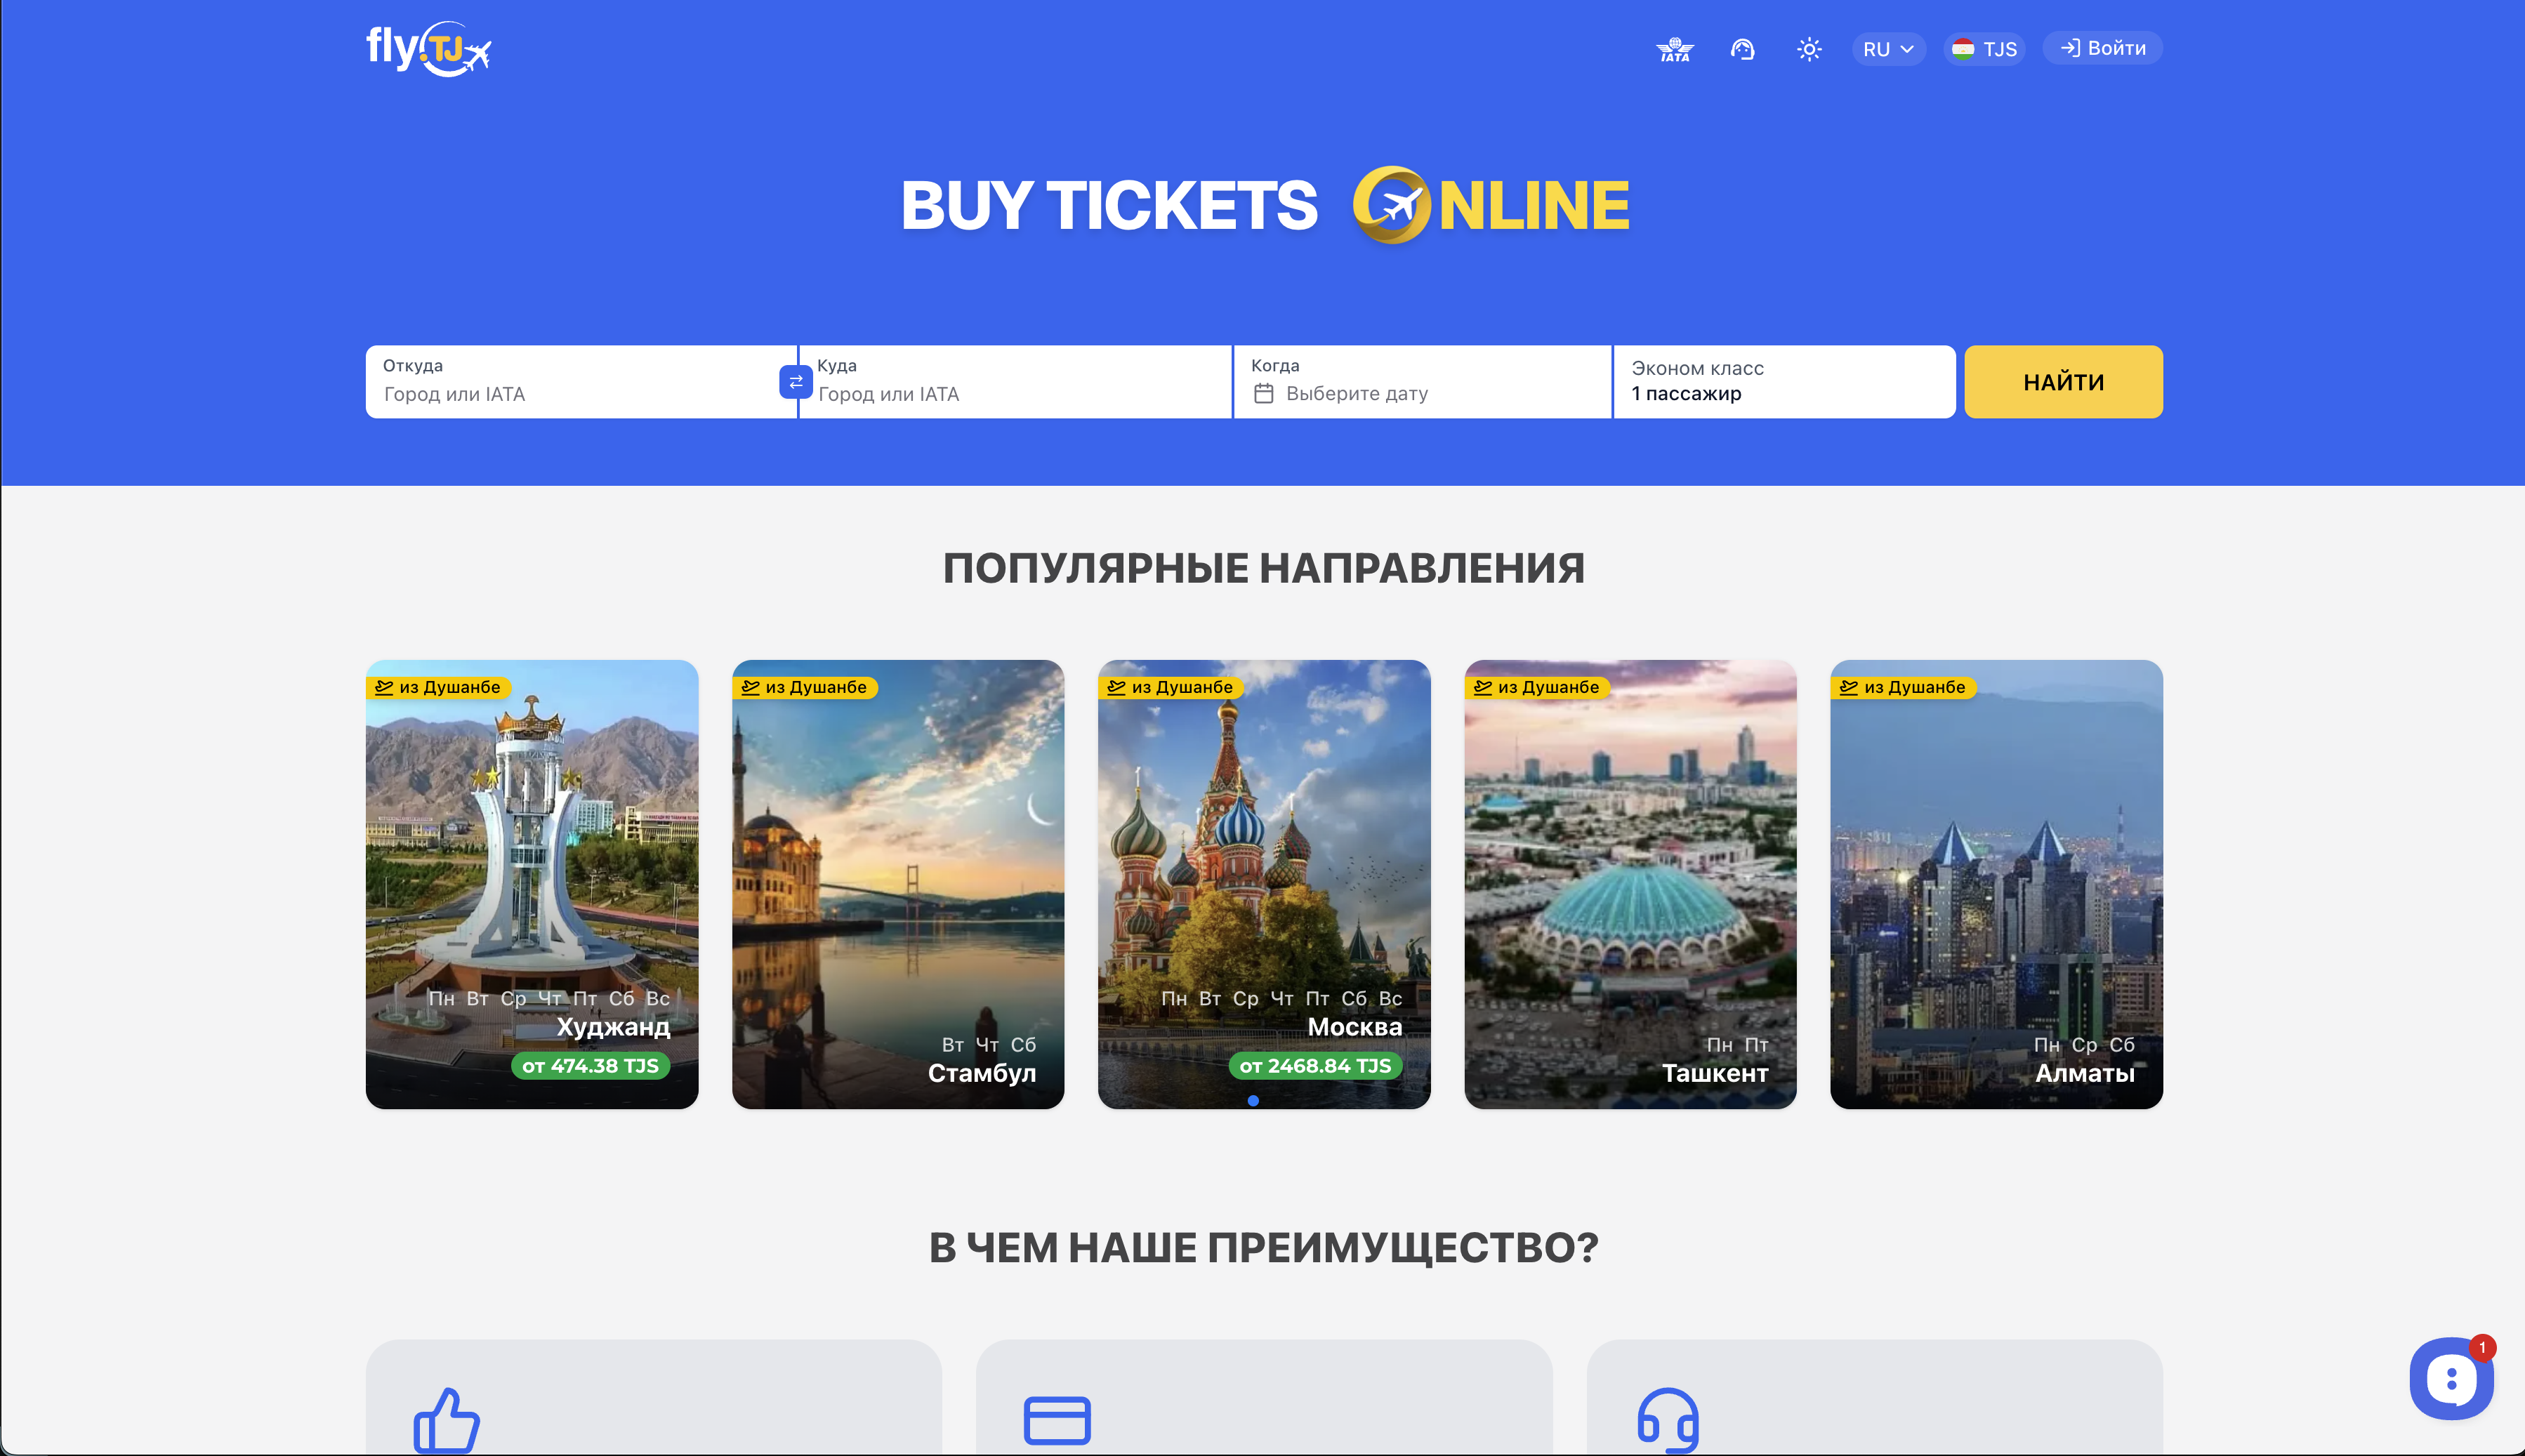 fly.TJ
IATA
RU
TJS
Войти
BUY TICKETS ONLINE
Откуда
Город или IATA
Куда
Город или IATA
Когда
Выберите дату
Эконом класс
1 пассажир
НАЙТИ
ПОПУЛЯРНЫЕ НАПРАВЛЕНИЯ
из Душанбе
Пн Вт Ср Чт Пт Сб Вс
Худжанд
от 474.38 TJS
из Душанбе
Вт Чт Сб
Стамбул
из Душанбе
Пн Вт Ср Чт Пт Сб Вс
Москва
от 2468.84 TJS
из Душанбе
Пн Пт
Ташкент
из Душанбе
Пн Ср Сб
Алматы
В ЧЕМ НАШЕ ПРЕИМУЩЕСТВО?
1